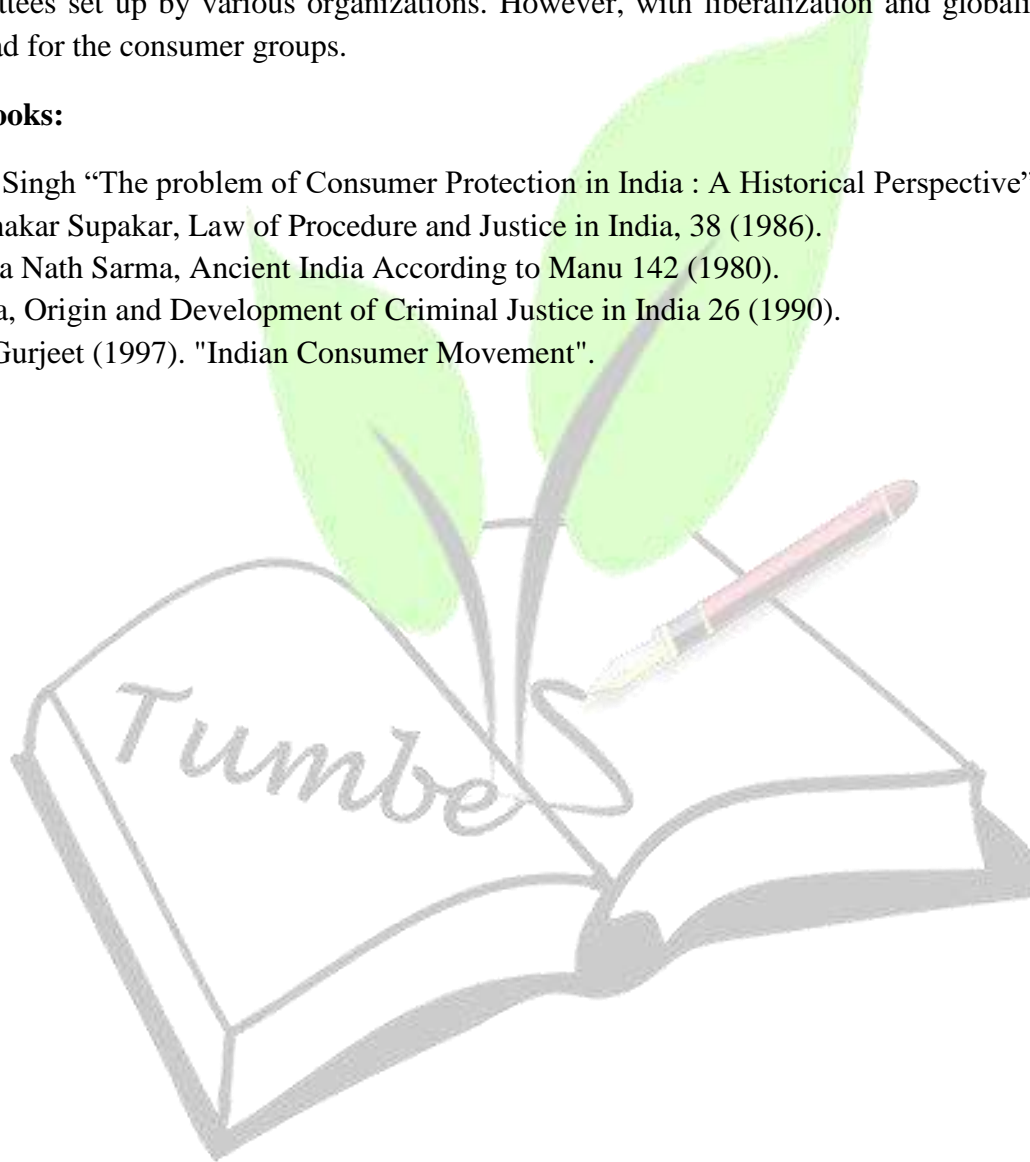 ttees set up by various organizations. However, with liberalization and globali
ad for the consumer groups.
ooks:
Singh “The problem of Consumer Protection in India : A Historical Perspective”
nakar Supakar, Law of Procedure and Justice in India, 38 (1986).
a Nath Sarma, Ancient India According to Manu 142 (1980).
a, Origin and Development of Criminal Justice in India 26 (1990).
Gurjeet (1997). "Indian Consumer Movement".
Tumbe